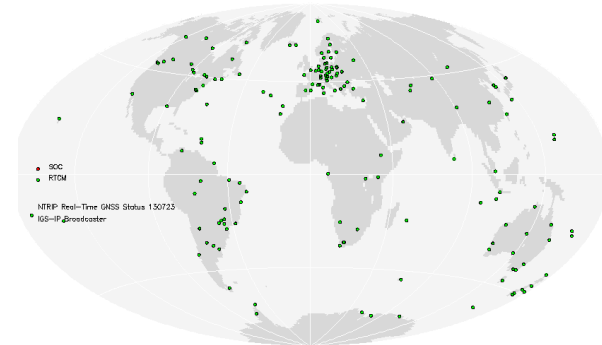 SOC
RTCM
NTRIP Real-Time GNSS Status 130723
IGS-IP Broadcaster